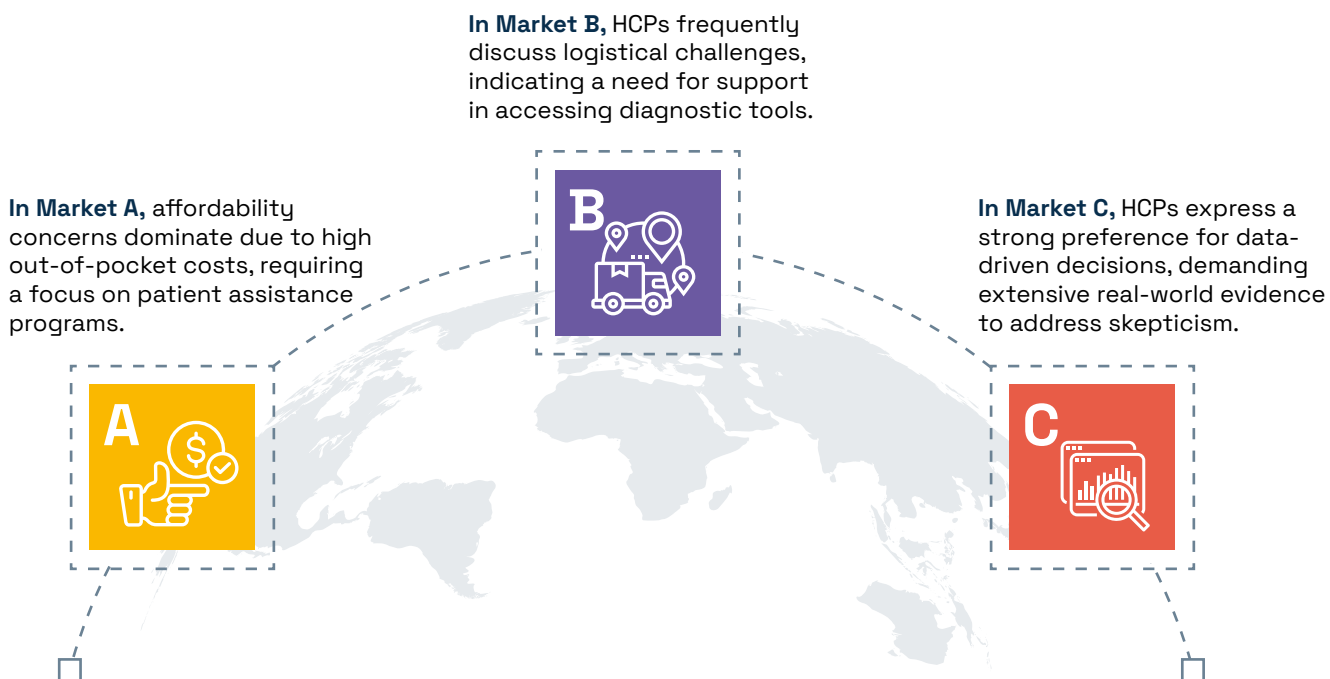 In Market B, HCPs frequently
discuss logistical challenges,
indicating a need for support
in accessing diagnostic tools.
In Market A, affordability
concerns dominate due to high
out-of-pocket costs, requiring
a focus on patient assistance
programs.
In Market C, HCPs express a
strong preference for data-
driven decisions, demanding
extensive real-world evidence
to address skepticism.
B
A
$
C